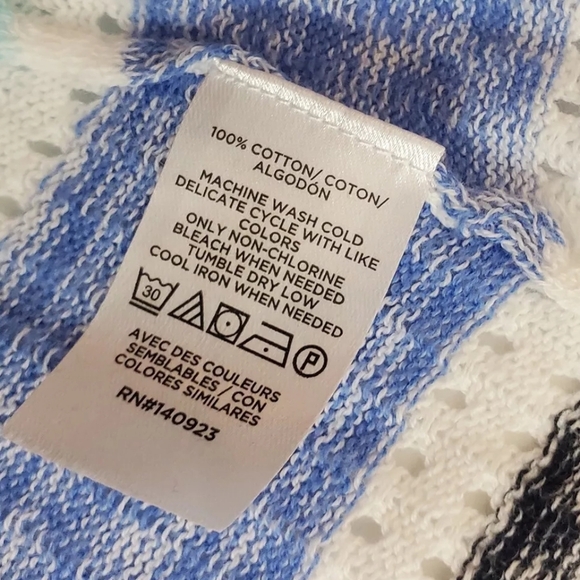 100% COTTON/ COTON/
ALGODÓN
MACHINE WASH COLD
DELICATE CYCLE WITH LIKE
COLORS
ONLY NON-CHLORINE
BLEACH WHEN NEEDED
TUMBLE DRY LOW
COOL IRON WHEN NEEDED
30 P
AVEC DES COULEURS
SEMBLABLES / CON
COLORES SIMILARES
RN#140923